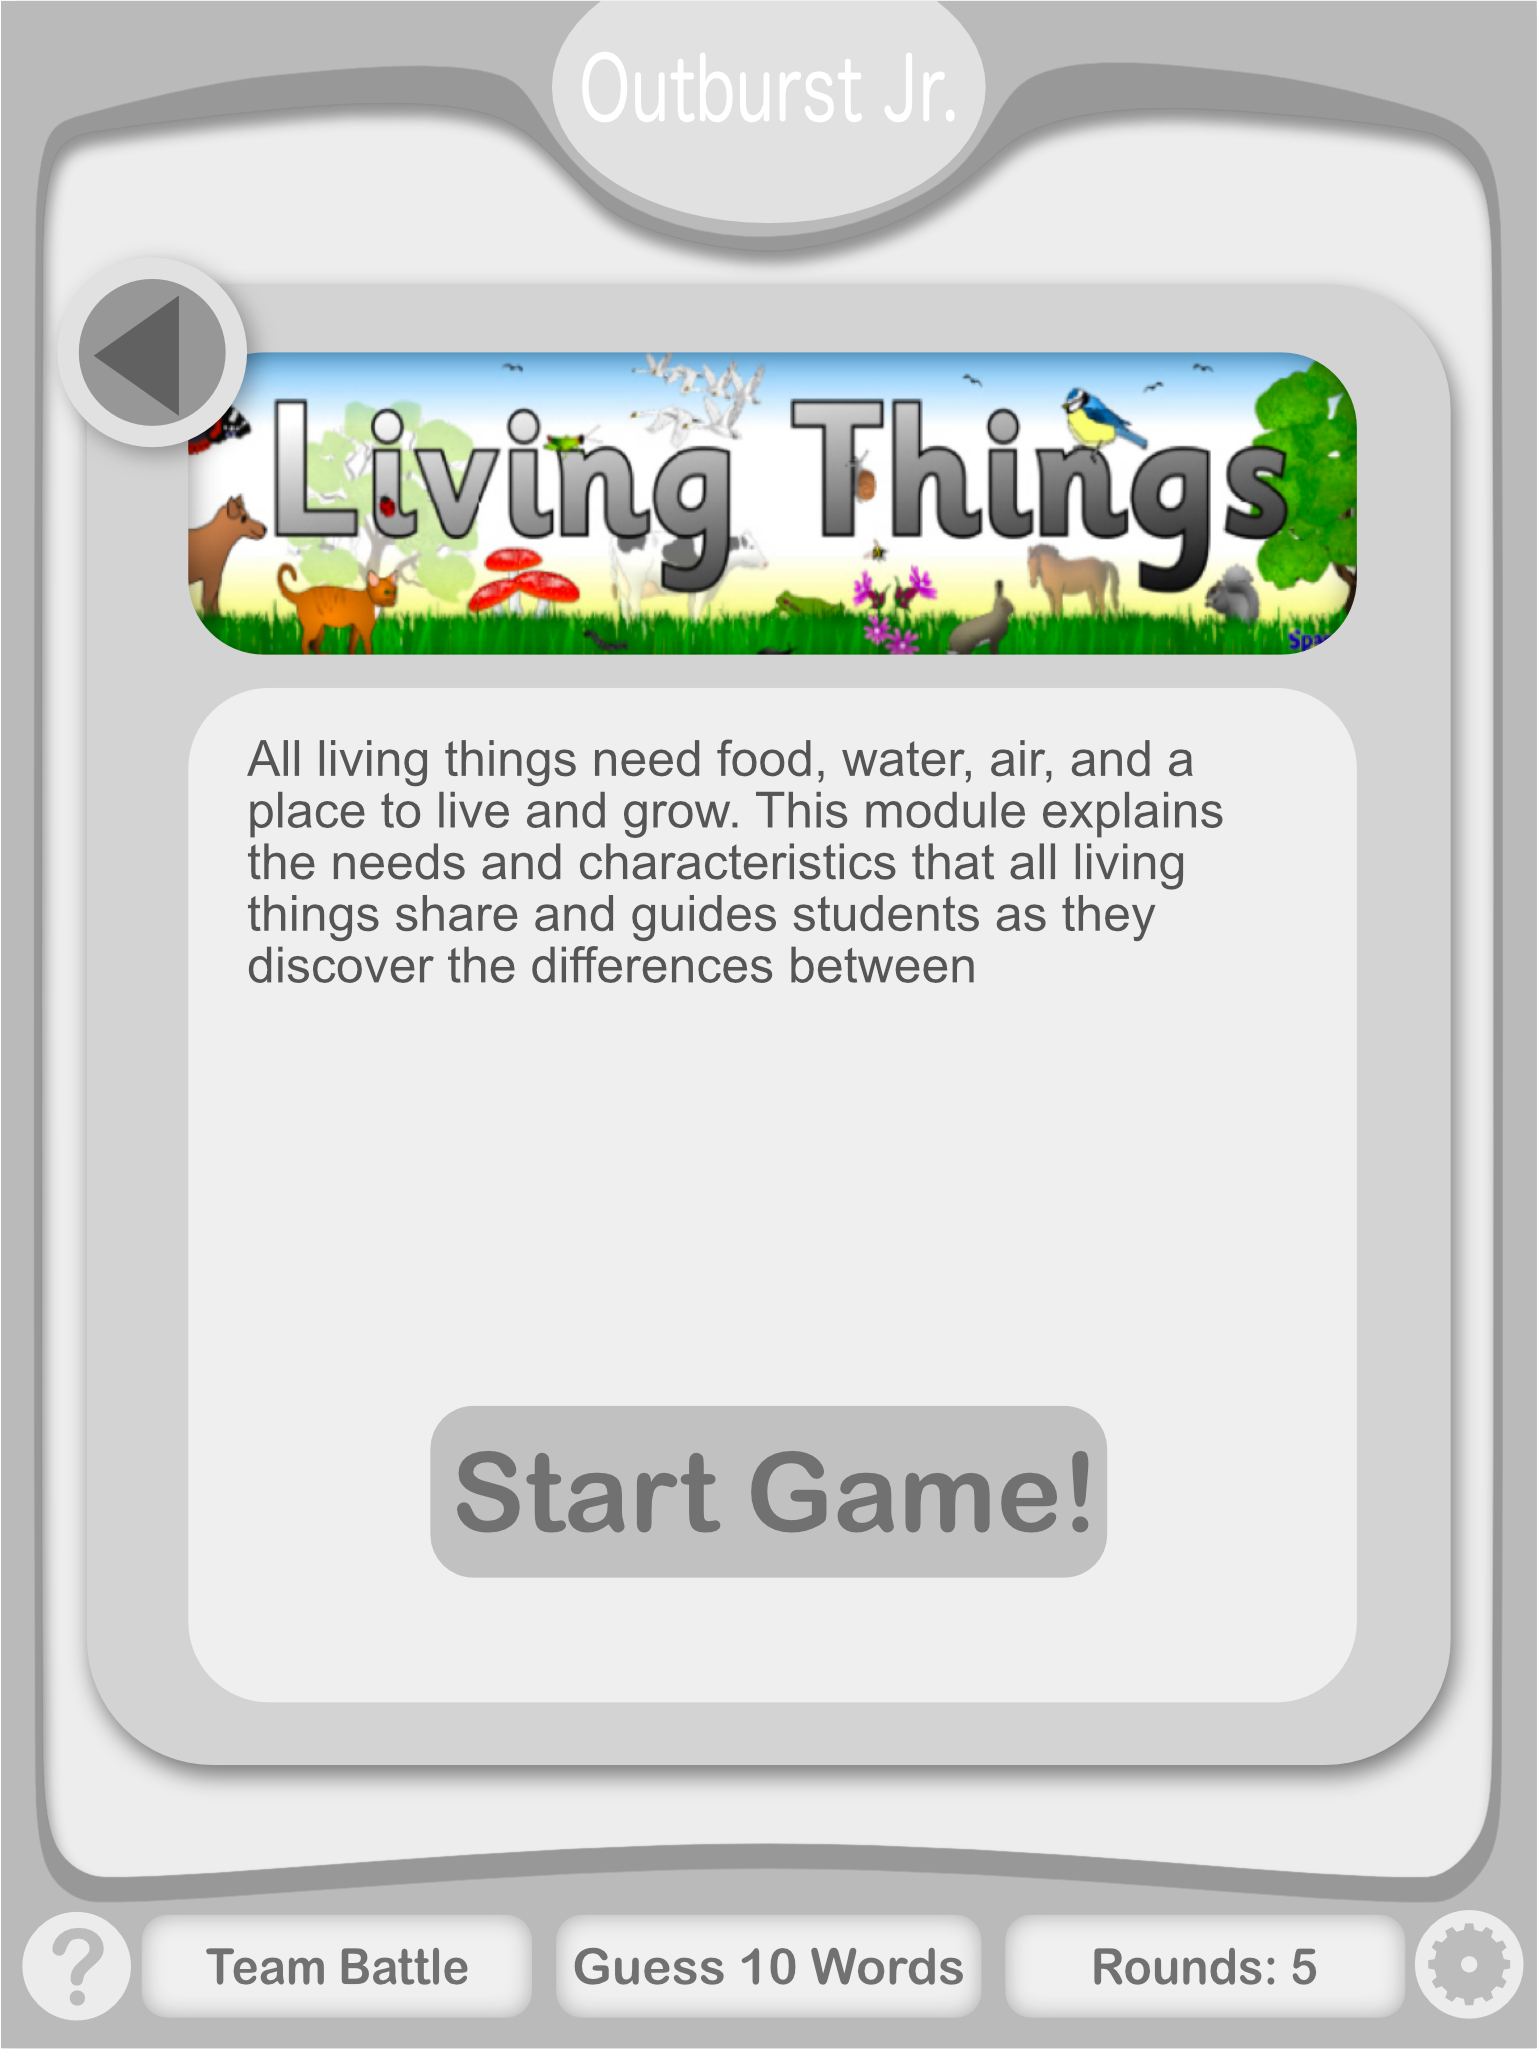 Outburst Jr.
Living Things
All living things need food, water, air, and a
place to live and grow. This module explains
the needs and characteristics that all living
things share and guides students as they
discover the differences between
Start Game!
?
Team Battle
Guess 10 Words
Rounds: 5